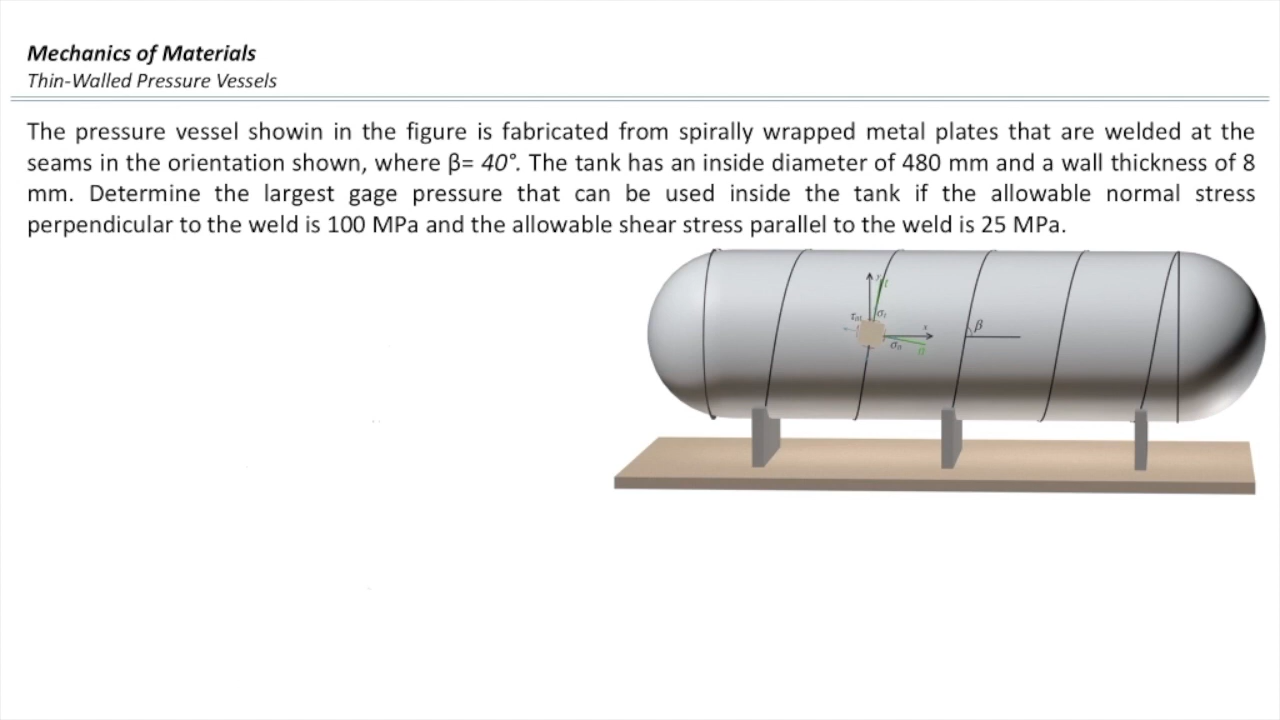 Mechanics of Materials
Thin-Walled Pressure Vessels
The pressure vessel showin in the figure is fabricated from spirally wrapped metal plates that are welded at the
seams in the orientation shown, where β= 40°. The tank has an inside diameter of 480 mm and a wall thickness of 8
mm. Determine the largest gage pressure that can be used inside the tank if the allowable normal stress
perpendicular to the weld is 100 MPa and the allowable shear stress parallel to the weld is 25 MPa.
y
t
τnt
σt
x
β
σn
n